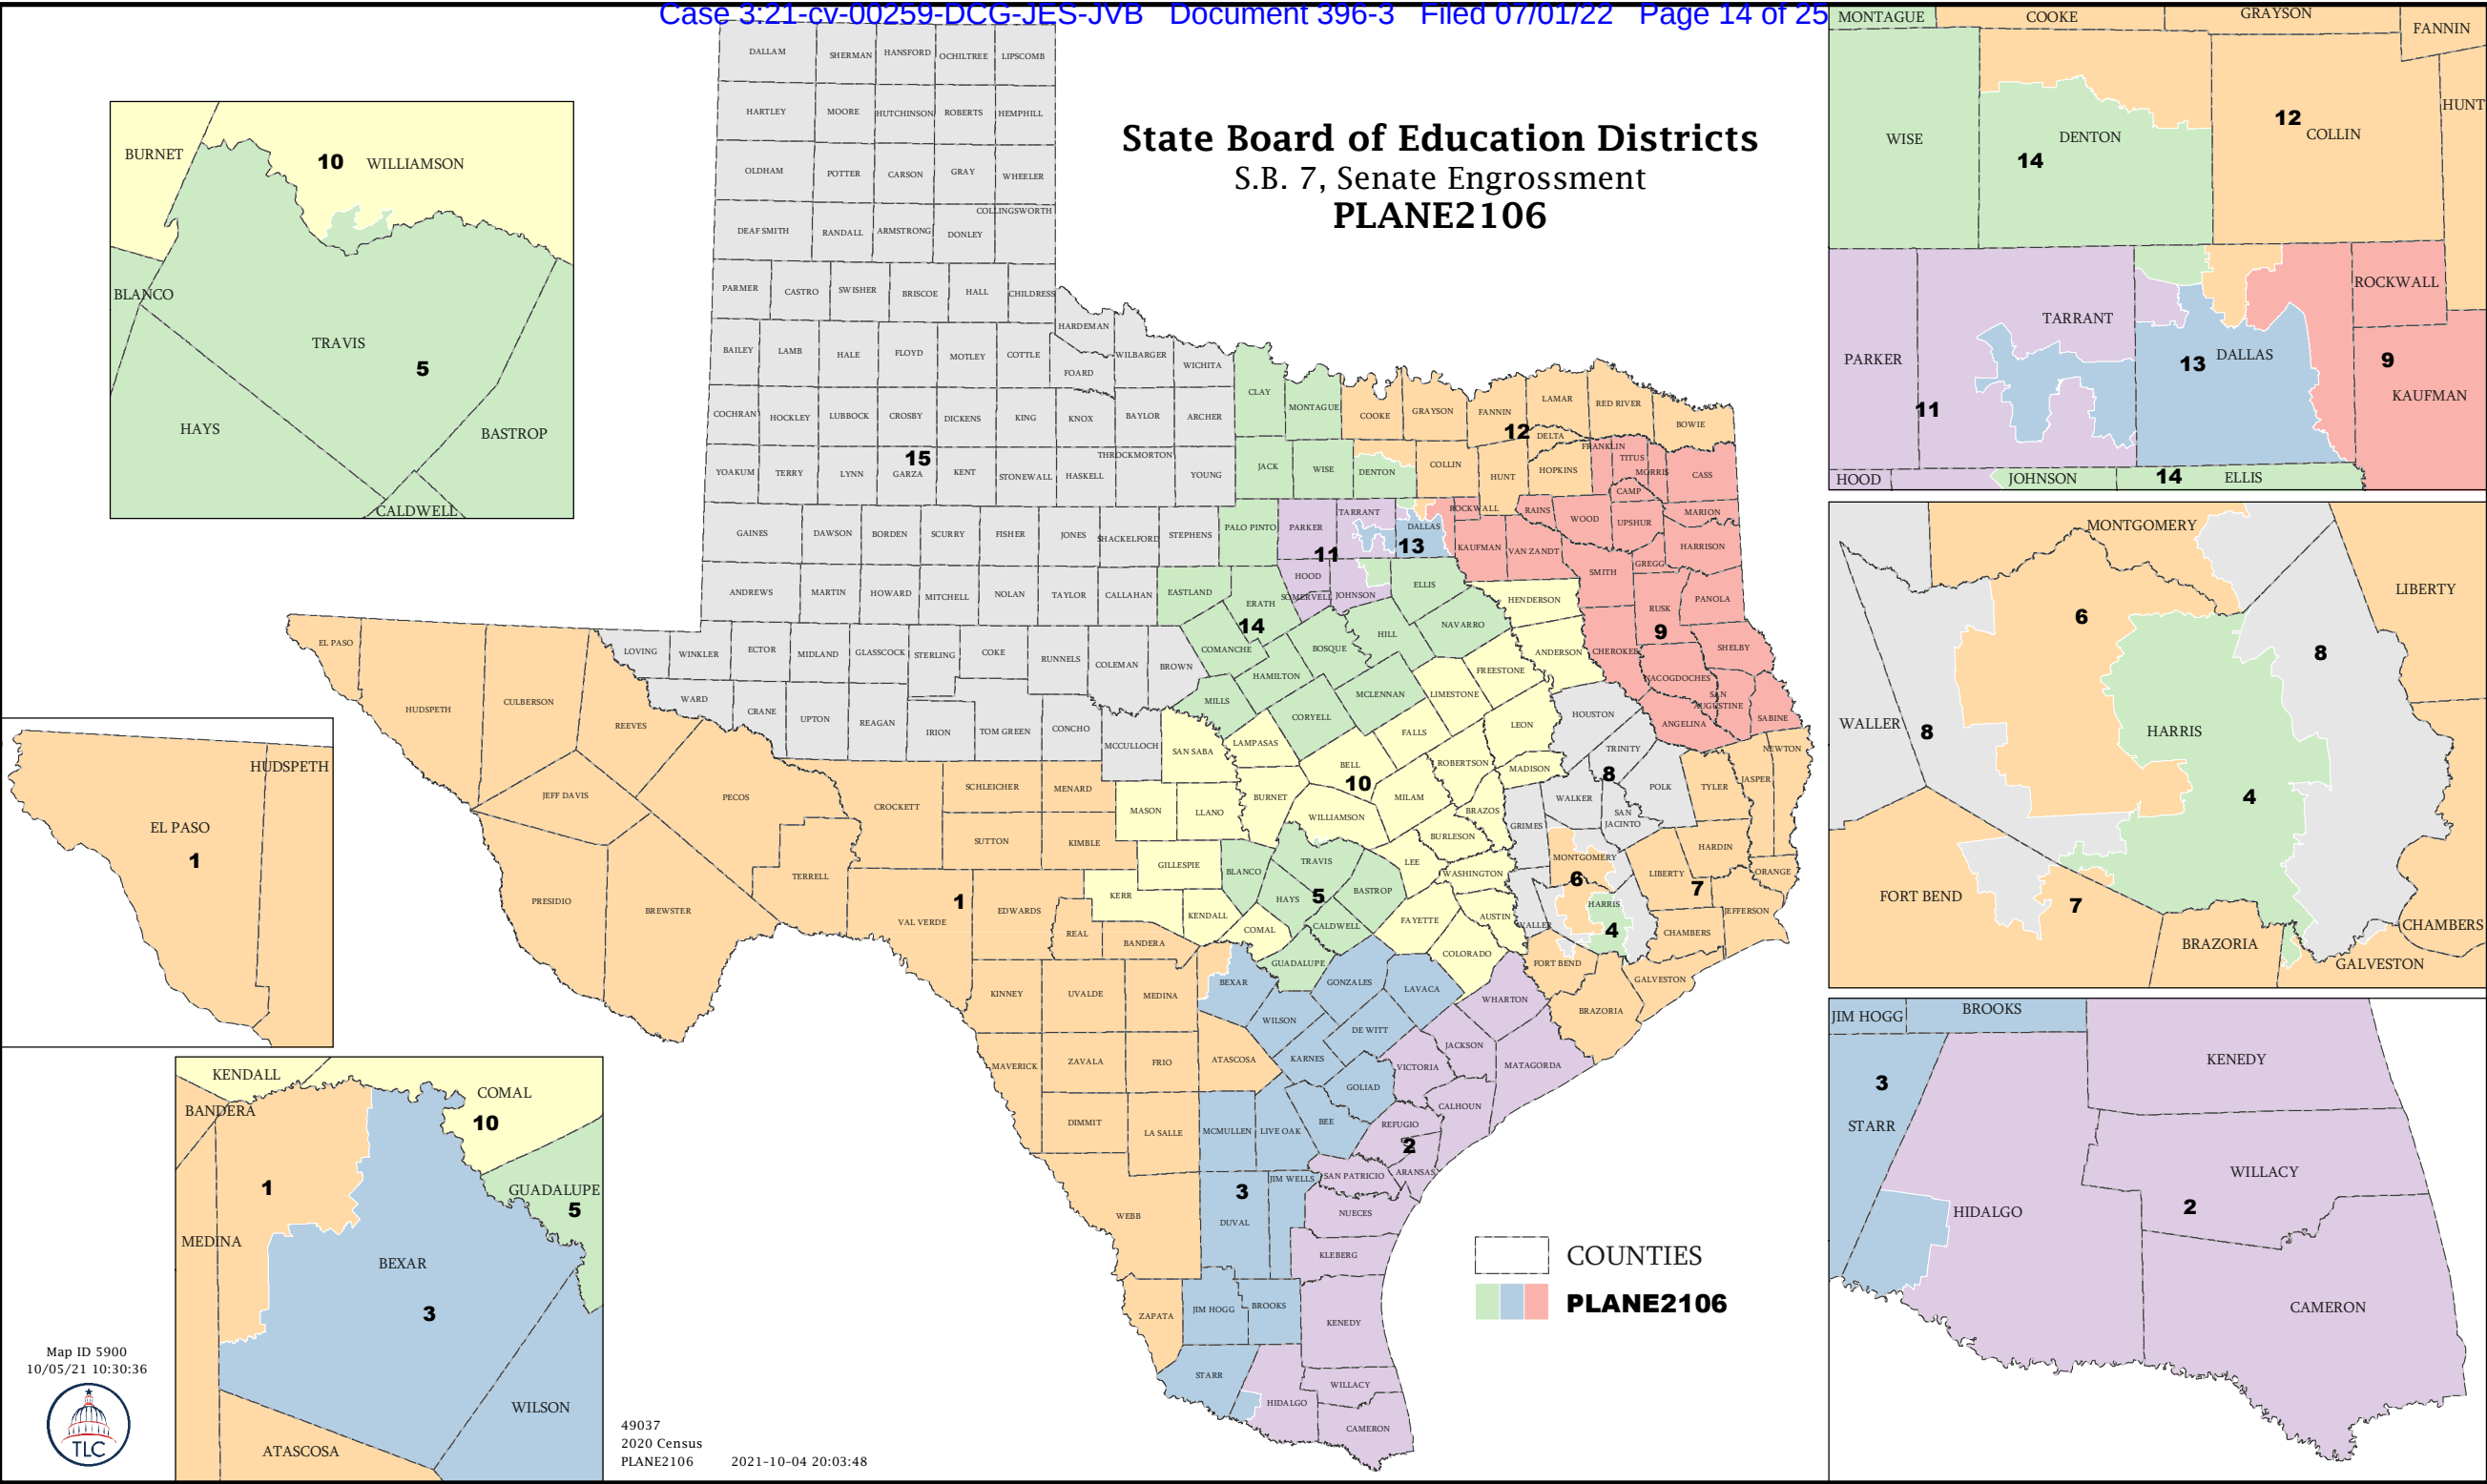 Case 3:21-cv-00259-DCG-JES-JVB Document 396-3 Filed 07/01/22 Page 14 of 25
State Board of Education Districts
S.B. 7, Senate Engrossment
PLANE2106
DALLAM SHERMAN HANSFORD OCHILTREE LIPSCOMB
HARTLEY MOORE HUTCHINSON ROBERTS HEMPHILL
OLDHAM POTTER CARSON GRAY WHEELER
COLLINGSWORTH
DEAF SMITH RANDALL ARMSTRONG DONLEY
PARMER CASTRO SWISHER BRISCOE HALL CHILDRESS
HARDEMAN
BAILEY LAMB HALE FLOYD MOTLEY COTTLE WILBARGER WICHITA
FOARD
CLAY MONTAGUE COOKE GRAYSON FANNIN LAMAR RED RIVER BOWIE
COCHRAN HOCKLEY LUBBOCK CROSBY DICKENS KING KNOX BAYLOR ARCHER
12 DELTA FRANKLIN TITUS MORRIS CASS
15 THROCKMORTON
YOAKUM TERRY LYNN GARZA KENT STONEWALL HASKELL YOUNG JACK WISE DENTON COLLIN HUNT HOPKINS CAMP
GAINES DAWSON BORDEN SCURRY FISHER JONES SHACKELFORD STEPHENS PALO PINTO PARKER TARRANT DALLAS ROCKWALL RAINS WOOD UPSHUR MARION
11 13 KAUFMAN VAN ZANDT HARRISON
SMITH GREGG
ANDREWS MARTIN HOWARD MITCHELL NOLAN TAYLOR CALLAHAN EASTLAND ERATH HOOD SOMERVELL JOHNSON ELLIS HENDERSON RUSK PANOLA
14 9
EL PASO LOVING WINKLER ECTOR MIDLAND GLASSCOCK STERLING COKE RUNNELS COLEMAN BROWN COMANCHE BOSQUE HILL NAVARRO ANDERSON CHEROKEE SHELBY
HAMILTON FREESTONE NACOGDOCHES
HUDSPETH CULBERSON REEVES WARD CRANE UPTON REAGAN IRION TOM GREEN CONCHO MILLS CORYELL MCLENNAN LIMESTONE LEON HOUSTON SAN AUGUSTINE SABINE
ANGELINA
MCCULLOCH SAN SABA LAMPASAS FALLS TRINITY NEWTON
BELL ROBERTSON MADISON
10 8
JEFF DAVIS PECOS CROCKETT SCHLEICHER MENARD MASON LLANO BURNET MILAM BRAZOS WALKER POLK TYLER JASPER
WILLIAMSON GRIMES SAN JACINTO
SUTTON KIMBLE BURLESON HARDIN
GILLESPIE BLANCO TRAVIS LEE MONTGOMERY
TERRELL WASHINGTON LIBERTY ORANGE
6 7
PRESIDIO BREWSTER VAL VERDE 1 EDWARDS KERR HAYS 5 BASTROP HARRIS
KENDALL FAYETTE AUSTIN WALLER JEFFERSON
REAL COMAL CALDWELL 4 CHAMBERS
BANDERA COLORADO FORT BEND
GUADALUPE GALVESTON
KINNEY UVALDE MEDINA BEXAR GONZALES LAVACA WHARTON BRAZORIA
WILSON DE WITT
JACKSON
MAVERICK ZAVALA FRIO ATASCOSA KARNES VICTORIA MATAGORDA
GOLIAD
CALHOUN
DIMMIT LA SALLE MCMULLEN LIVE OAK BEE REFUGIO
2
JIM WELLS SAN PATRICIO ARANSAS
3
WEBB DUVAL NUECES
KLEBERG
ZAPATA JIM HOGG BROOKS KENEDY
STARR WILLACY
HIDALGO
CAMERON
BURNET 10 WILLIAMSON
BLANCO
TRAVIS
5
HAYS BASTROP
CALDWELL
HUDSPETH
EL PASO
1
KENDALL
COMAL
BANDERA
10
1
GUADALUPE
5
MEDINA
BEXAR
3
WILSON
ATASCOSA
MONTAGUE COOKE GRAYSON
FANNIN
HUNT
12 COLLIN
WISE DENTON
14
ROCKWALL
TARRANT
PARKER 13 DALLAS 9
KAUFMAN
11
HOOD JOHNSON 14 ELLIS
MONTGOMERY
LIBERTY
6
8
WALLER 8 HARRIS
4
FORT BEND 7
CHAMBERS
BRAZORIA
GALVESTON
JIM HOGG BROOKS
KENEDY
3
STARR
WILLACY
2
HIDALGO
CAMERON
COUNTIES
PLANE2106
Map ID 5900
10/05/21 10:30:36
TLC
49037
2020 Census
PLANE2106 2021-10-04 20:03:48